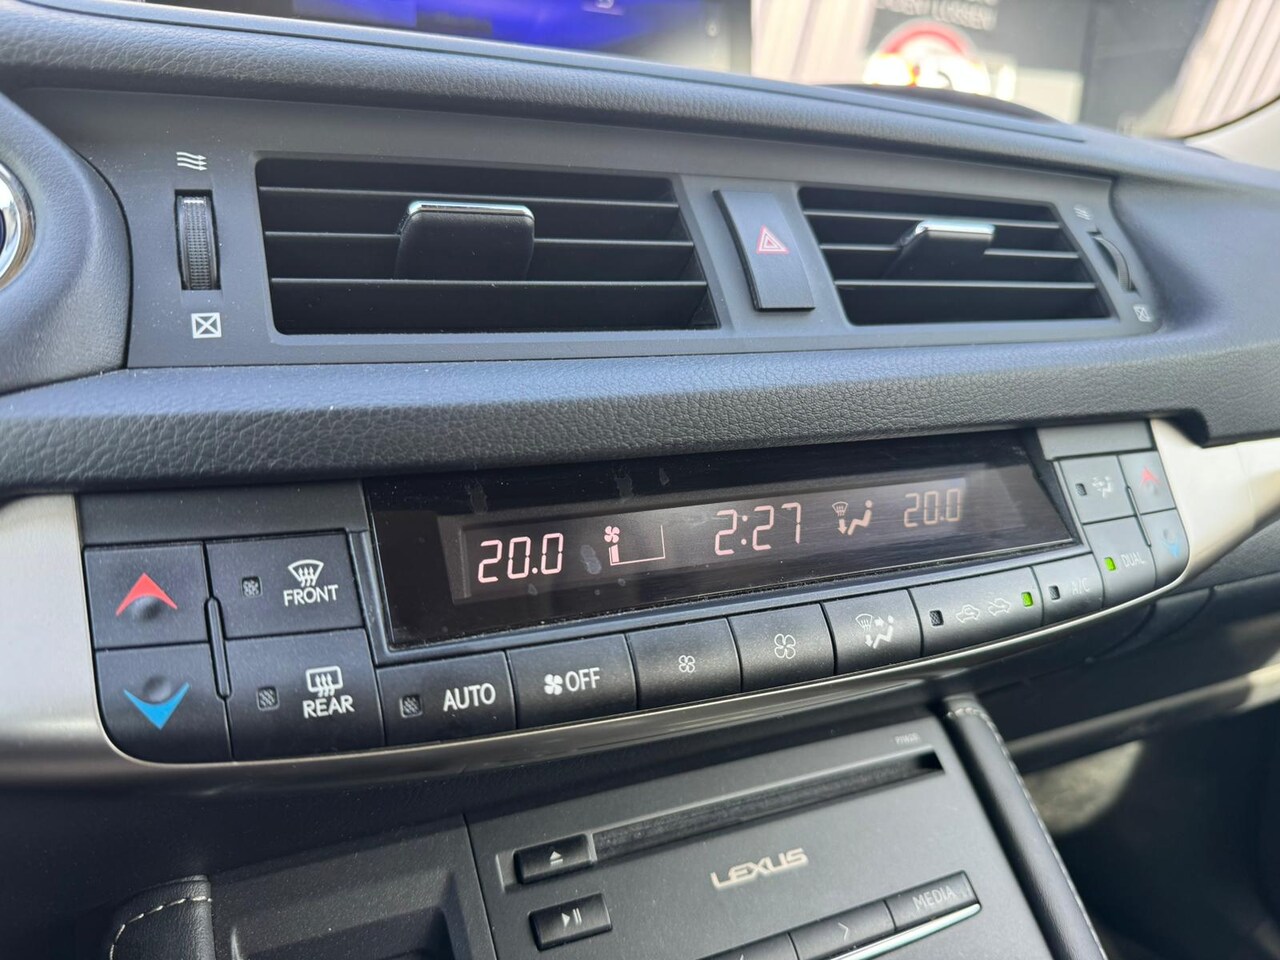 20.0 2:27 20.0
FRONT
REAR
AUTO
OFF
A/C
DUAL
LEXUS
MEDIA